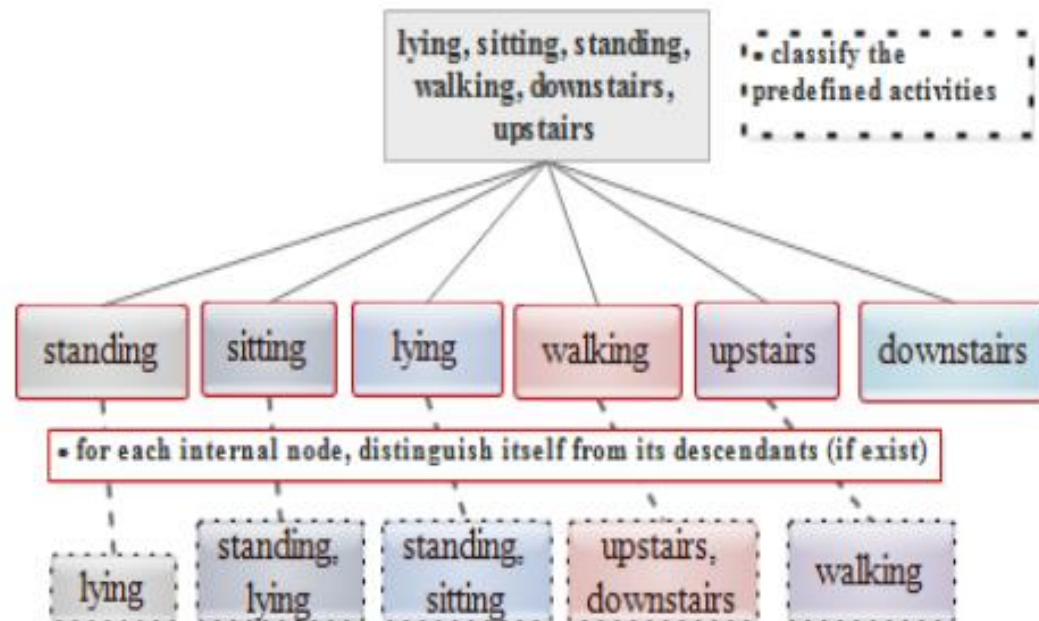 lying, sitting, standing,
walking, downstairs,
upstairs
▪ classify the
predefined activities
standing
sitting
lying
walking
upstairs
downstairs
▪ for each internal node, distinguish itself from its descendants (if exist)
lying
standing,
lying
standing,
sitting
upstairs,
downstairs
walking